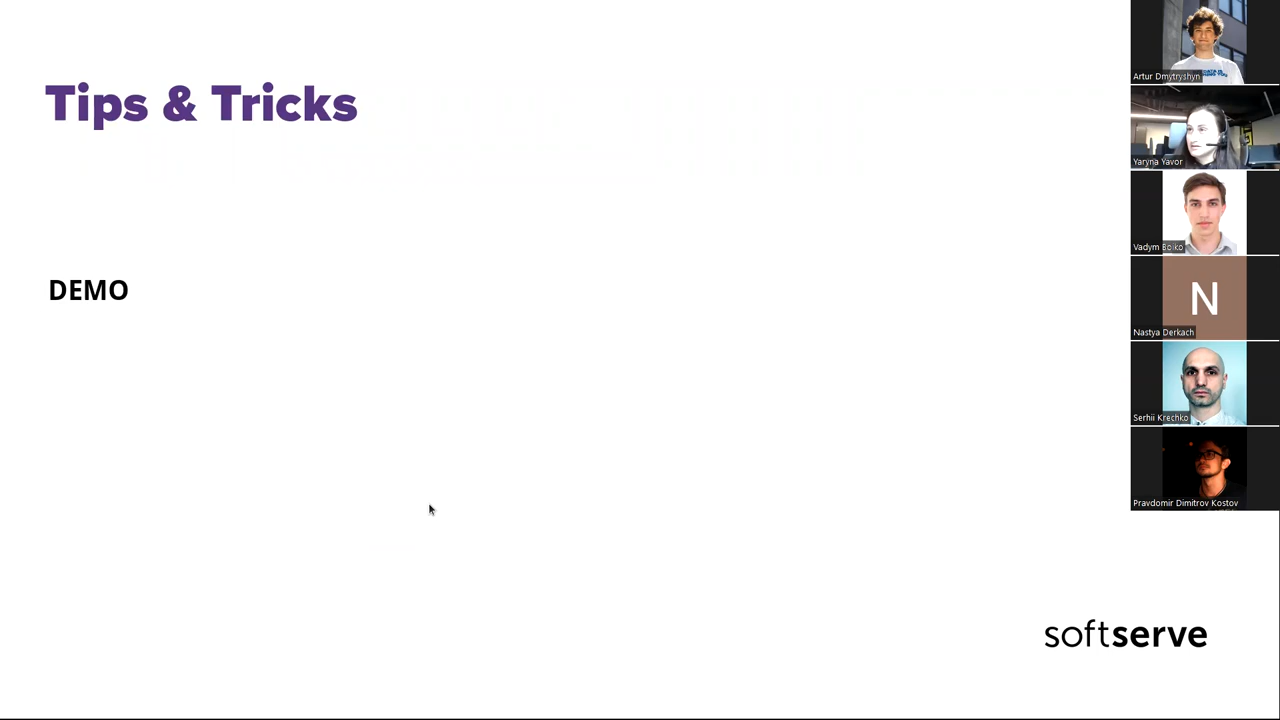 Tips & Tricks
DEMO
softserve
Artur Dmytryshyn
Yaryna Yavor
Vadym Boiko
N
Nastya Derkach
Serhii Krechko
Pravdomir Dimitrov Kostov